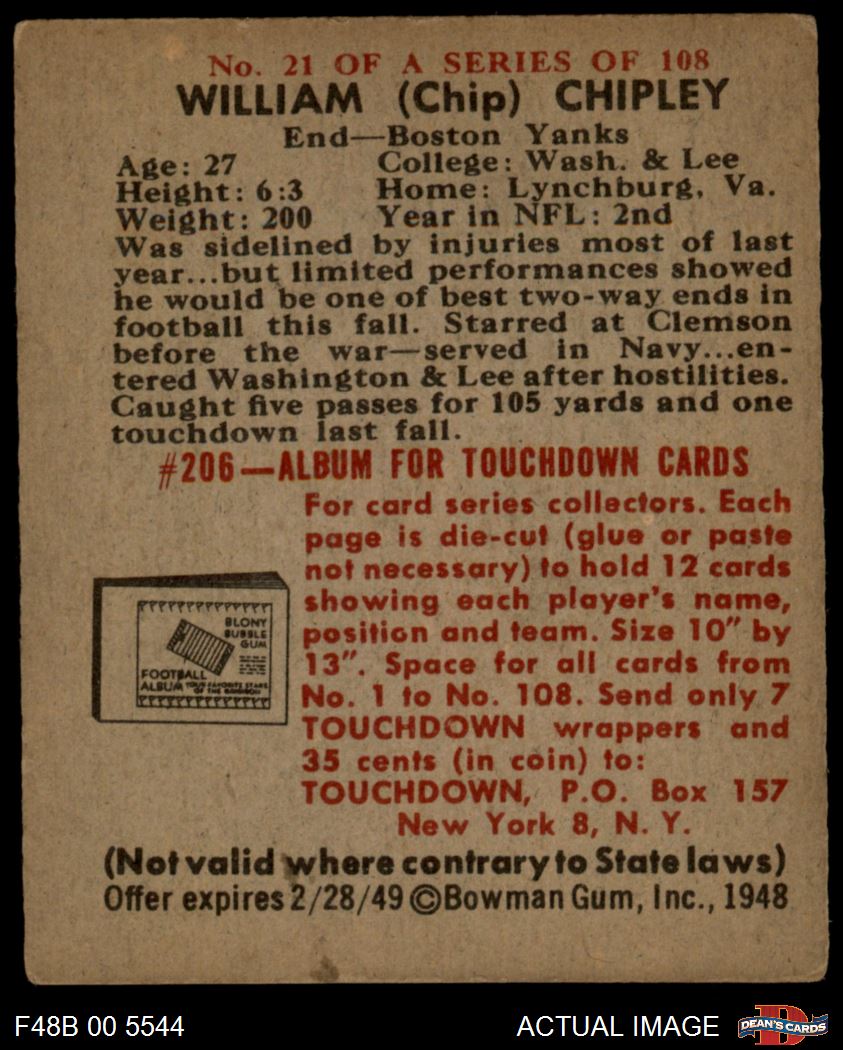 No. 21 OF A SERIES OF 108
WILLIAM (Chip) CHIPLEY
End—Boston Yanks
Age: 27 College: Wash. & Lee
Height: 6:3 Home: Lynchburg, Va.
Weight: 200 Year in NFL: 2nd
Was sidelined by injuries most of last
year...but limited performances showed
he would be one of best two-way ends in
football this fall. Starred at Clemson
before the war—served in Navy...en-
tered Washington & Lee after hostilities.
Caught five passes for 105 yards and one
touchdown last fall.
#206—ALBUM FOR TOUCHDOWN CARDS
For card series collectors. Each
page is die-cut (glue or paste
not necessary) to hold 12 cards
showing each player's name,
position and team. Size 10" by
13". Space for all cards from
No. 1 to No. 108. Send only 7
TOUCHDOWN wrappers and
35 cents (in coin) to:
TOUCHDOWN, P.O. Box 157
New York 8, N. Y.
BLONY
BUBBLE
GUM
FOOTBALL
ALBUM YOUR FAVORITE STARS
OF THE GRIDIRON
(Not valid where contrary to State laws)
Offer expires 2/28/49 ©Bowman Gum, Inc., 1948
F48B 00 5544 ACTUAL IMAGE DEAN'S CARDS